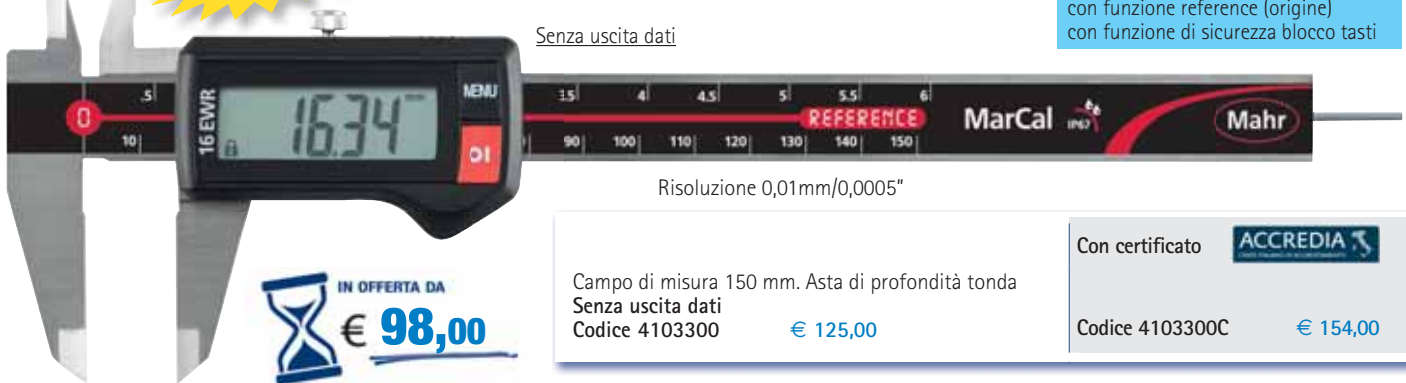 con funzione reference (origine)
con funzione di sicurezza blocco tasti
Senza uscita dati
.5 3.5 4 4.5 5 5.5 6
0
10 90 100 110 120 130 140 150
16 EWR
16.34 mm
MENU
REFERENCE
MarCal IP67
Mahr
Risoluzione 0,01mm/0,0005"
IN OFFERTA DA
€ 98,00
Campo di misura 150 mm. Asta di profondità tonda
Senza uscita dati
Codice 4103300 € 125,00
Con certificato ACCREDIA
Codice 4103300C € 154,00